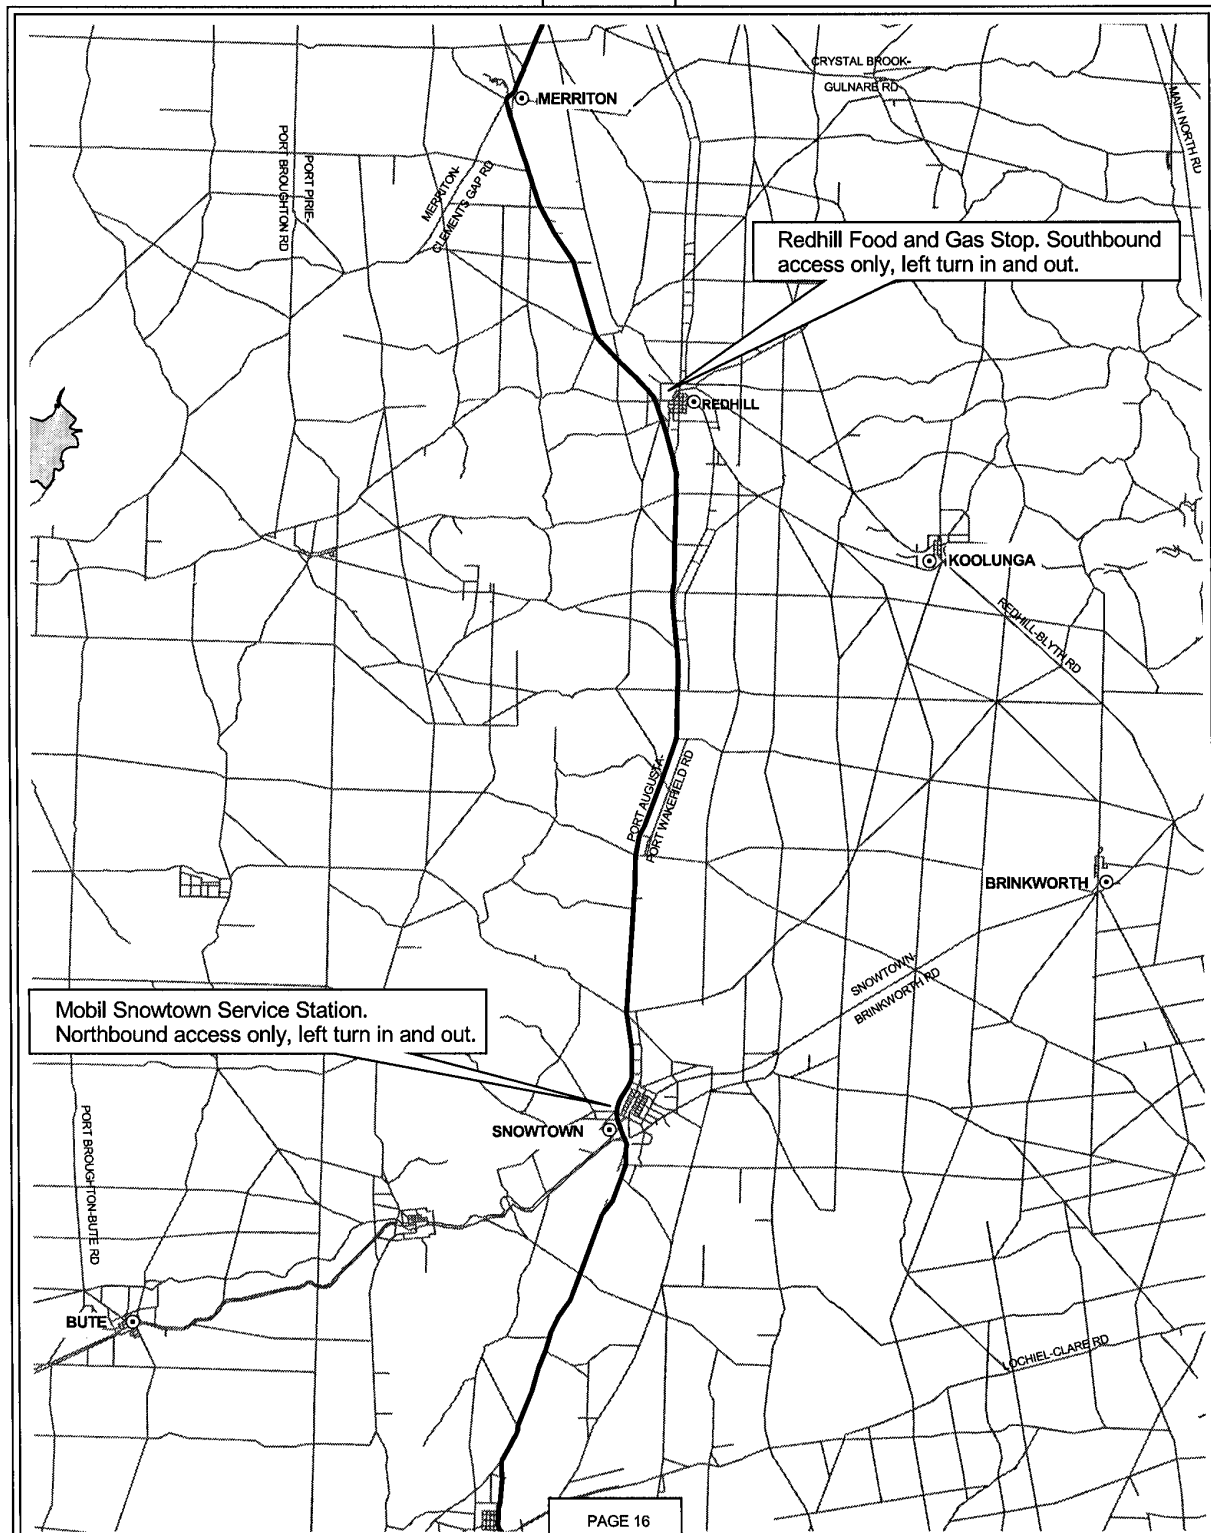 CRYSTAL BROOK-
GULNARE RD
MERRITON
MAIN NORTH RD
PORT PIRIE-
PORT BROUGHTON RD
MERRITON-
CLEMENTS GAP RD
Redhill Food and Gas Stop. Southbound
access only, left turn in and out.
REDHILL
KOOLUNGA
REDHILL-BLYTH RD
PORT AUGUSTA-
PORT WAKEFIELD RD
BRINKWORTH
SNOWTOWN-
BRINKWORTH RD
Mobil Snowtown Service Station.
Northbound access only, left turn in and out.
SNOWTOWN
PORT BROUGHTON-BUTE RD
BUTE
LOCHIEL-CLARE RD
PAGE 16